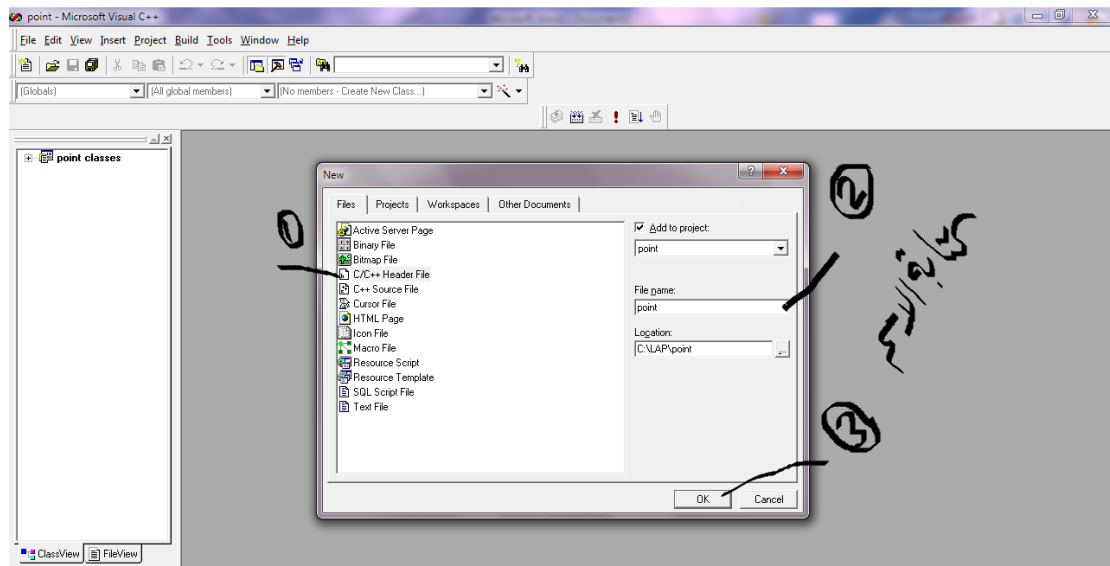 point - Microsoft Visual C++
File Edit View Insert Project Build Tools Window Help
(Globals) (All global members) (No members - Create New Class...)
point classes
New
Files Projects Workspaces Other Documents
Active Server Page
Binary File
Bitmap File
C/C++ Header File
C++ Source File
Cursor File
HTML Page
Icon File
Macro File
Resource Script
Resource Template
SQL Script File
Text File
Add to project:
point
File name:
point
Location:
C:\LAP\point
...
OK Cancel
ClassView FileView
1
2
3